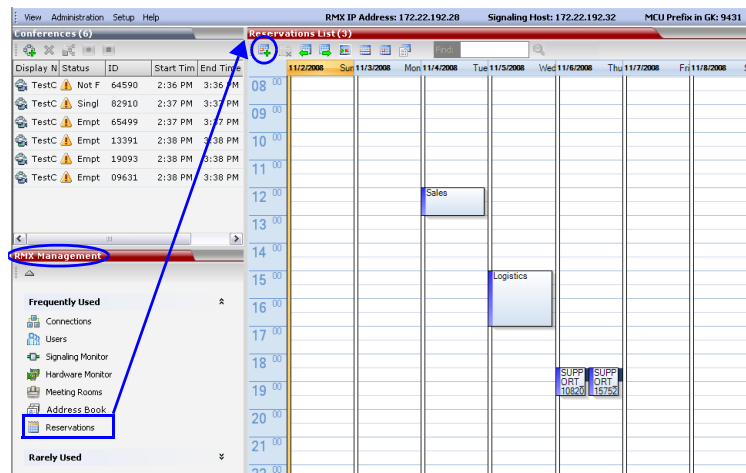 View Administration Setup Help RMX IP Address: 172.22.192.28 Signaling Host: 172.22.192.32 MCU Prefix in GK: 9431
Conferences (6)
Display N Status ID Start Tim End Time
TestC Not F 64590 2:36 PM 3:36 PM
TestC Singl 82910 2:37 PM 3:37 PM
TestC Empt 65499 2:37 PM 3:37 PM
TestC Empt 13391 2:38 PM 3:38 PM
TestC Empt 19093 2:38 PM 3:38 PM
TestC Empt 09631 2:38 PM 3:38 PM
RMX Management
Frequently Used
Connections
Users
Signaling Monitor
Hardware Monitor
Meeting Rooms
Address Book
Reservations
Rarely Used
Reservations List (3)
Find:
11/2/2008 Sun 11/3/2008 Mon 11/4/2008 Tue 11/5/2008 Wed 11/6/2008 Thu 11/7/2008 Fri 11/8/2008
08 00
09 00
10 00
11 00
12 00
Sales
13 00
14 00
15 00
Logistics
16 00
17 00
18 00
SUPP SUPP
ORT_ ORT_
19 00
10820 15752
20 00
21 00
22 00